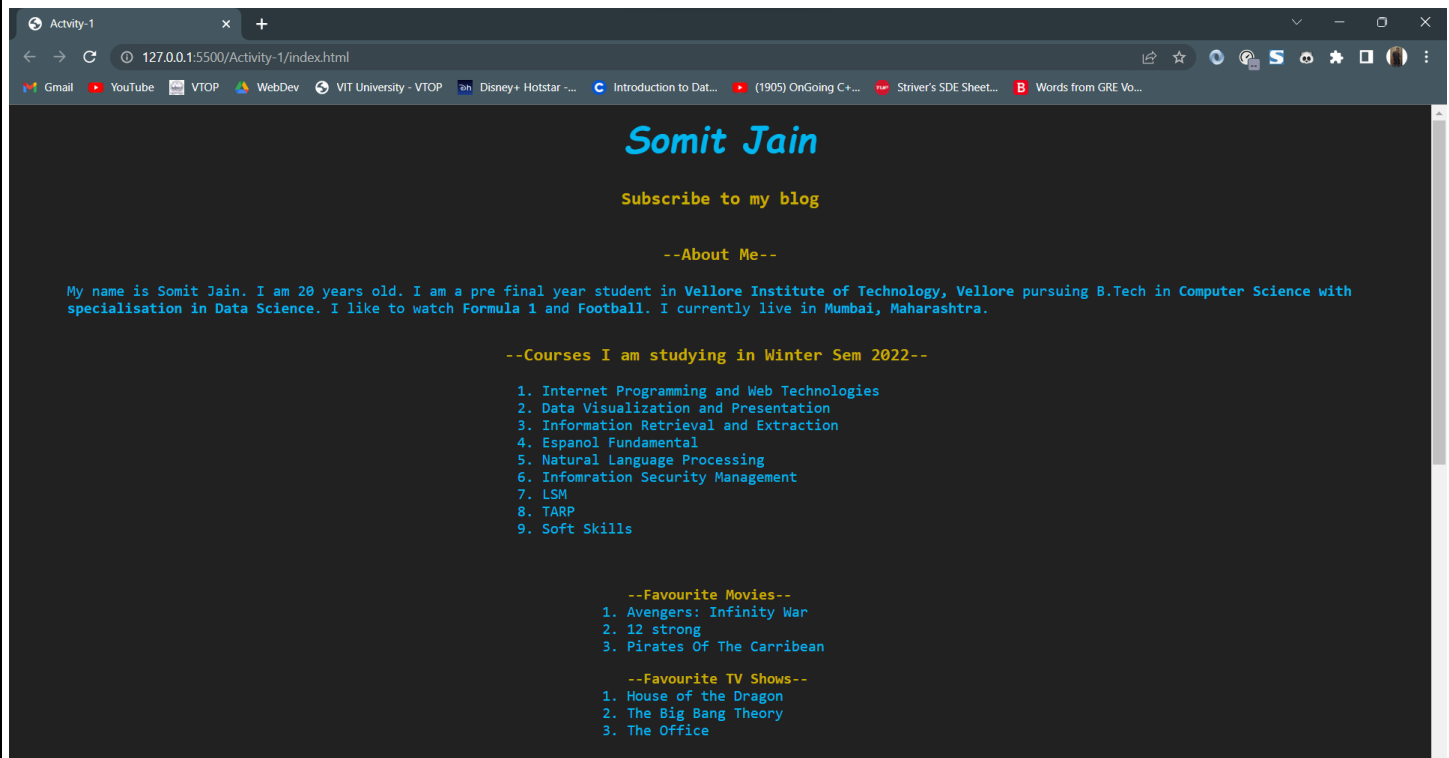 Actvity-1
127.0.0.1:5500/Activity-1/index.html
Gmail YouTube VTOP WebDev VIT University - VTOP Disney+ Hotstar -... Introduction to Dat... (1905) OnGoing C+... Striver's SDE Sheet... Words from GRE Vo...
Somit Jain
Subscribe to my blog
--About Me--
My name is Somit Jain. I am 20 years old. I am a pre final year student in Vellore Institute of Technology, Vellore pursuing B.Tech in Computer Science with
specialisation in Data Science. I like to watch Formula 1 and Football. I currently live in Mumbai, Maharashtra.
--Courses I am studying in Winter Sem 2022--
1. Internet Programming and Web Technologies
2. Data Visualization and Presentation
3. Information Retrieval and Extraction
4. Espanol Fundamental
5. Natural Language Processing
6. Infomration Security Management
7. LSM
8. TARP
9. Soft Skills
--Favourite Movies--
1. Avengers: Infinity War
2. 12 strong
3. Pirates Of The Carribean
--Favourite TV Shows--
1. House of the Dragon
2. The Big Bang Theory
3. The Office